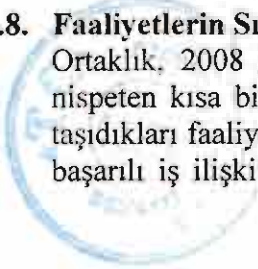 .8. Faaliyetlerin Sı
Ortaklık, 2008
nispeten kısa bi
taşıdıkları faaliy
başarılı iş ilişki